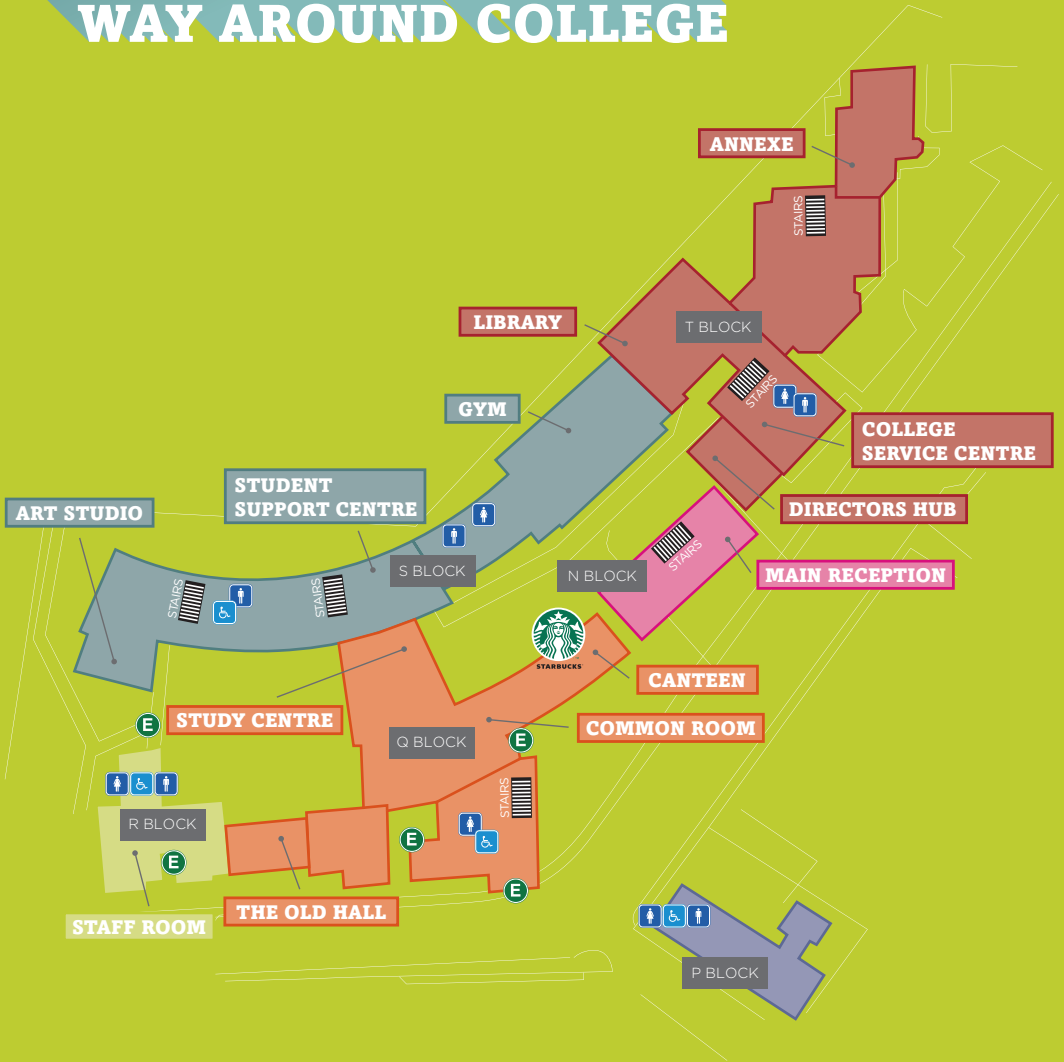 WAY AROUND COLLEGE
ANNEXE
STAIRS
LIBRARY
T BLOCK
STAIRS
GYM
COLLEGE
SERVICE CENTRE
STUDENT
SUPPORT CENTRE
ART STUDIO
DIRECTORS HUB
STAIRS
S BLOCK
N BLOCK
MAIN RECEPTION
STAIRS
STAIRS
STARBUCKS
CANTEEN
STUDY CENTRE
E
COMMON ROOM
Q BLOCK
E
STAIRS
R BLOCK
E
E
E
THE OLD HALL
STAFF ROOM
P BLOCK